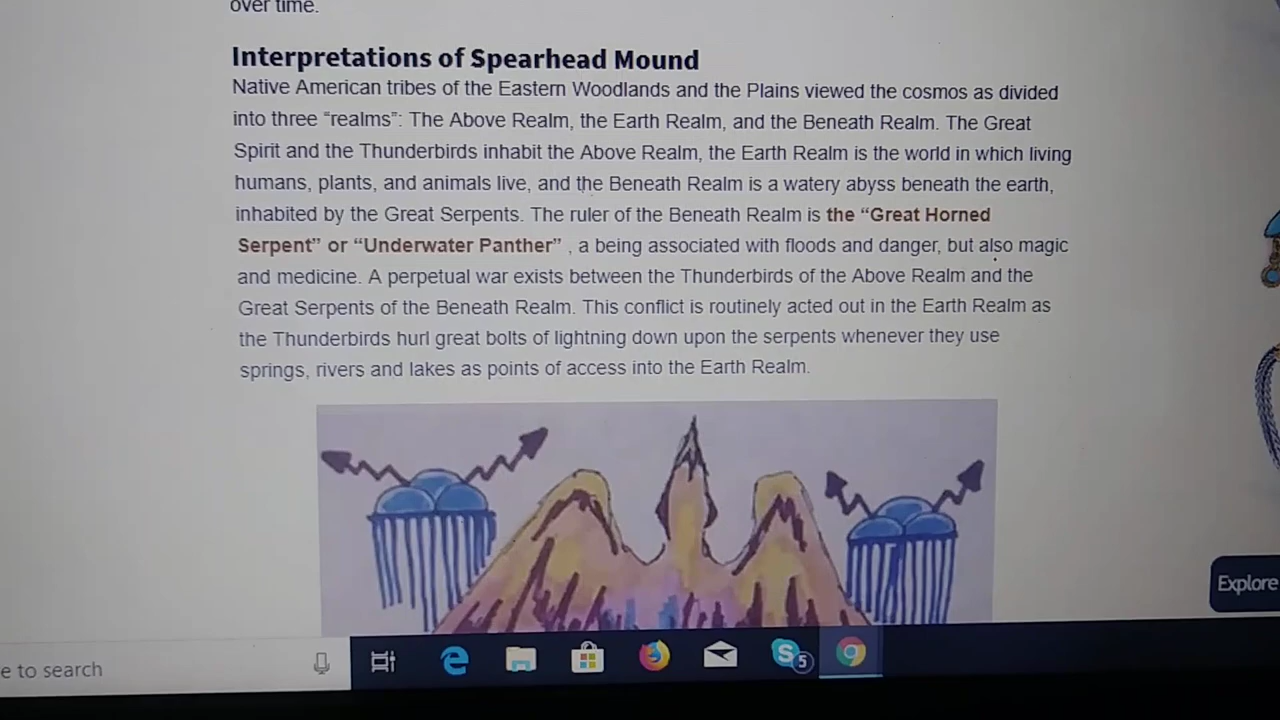 over time.
Interpretations of Spearhead Mound
Native American tribes of the Eastern Woodlands and the Plains viewed the cosmos as divided
into three “realms”: The Above Realm, the Earth Realm, and the Beneath Realm. The Great
Spirit and the Thunderbirds inhabit the Above Realm, the Earth Realm is the world in which living
humans, plants, and animals live, and the Beneath Realm is a watery abyss beneath the earth,
inhabited by the Great Serpents. The ruler of the Beneath Realm is the “Great Horned
Serpent” or “Underwater Panther” , a being associated with floods and danger, but also magic
and medicine. A perpetual war exists between the Thunderbirds of the Above Realm and the
Great Serpents of the Beneath Realm. This conflict is routinely acted out in the Earth Realm as
the Thunderbirds hurl great bolts of lightning down upon the serpents whenever they use
springs, rivers and lakes as points of access into the Earth Realm.
Explore
e to search
S 5